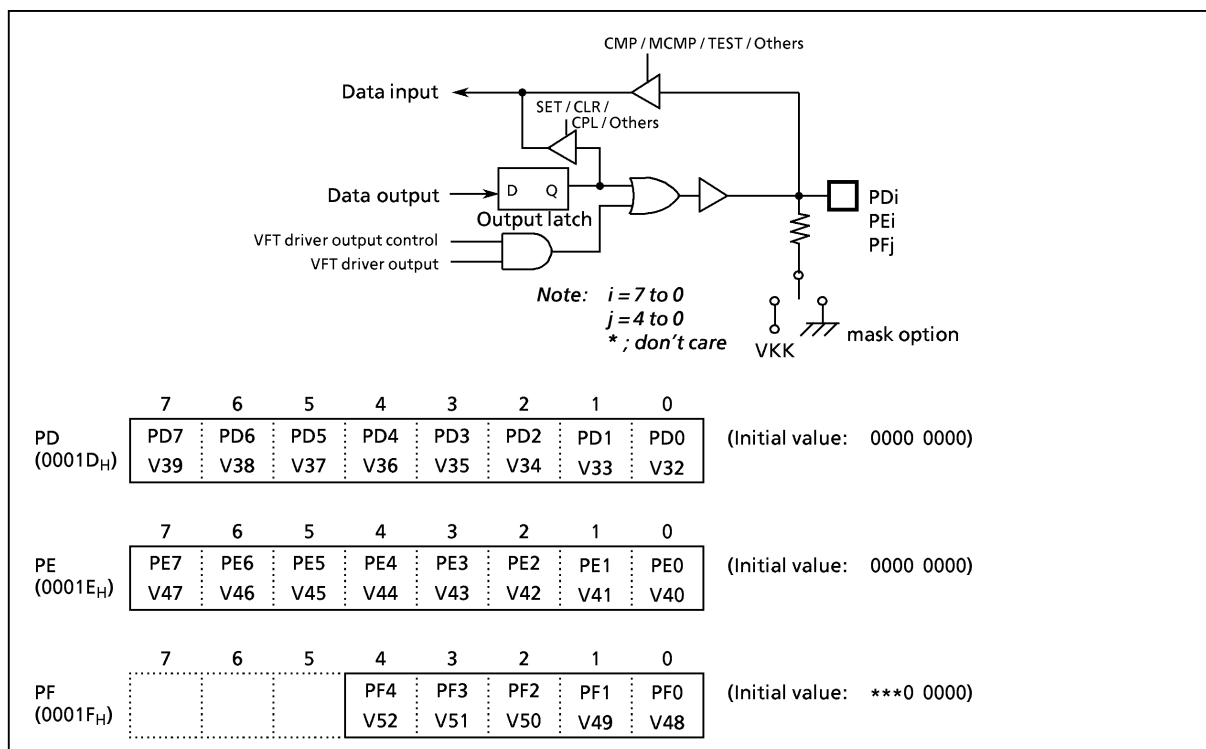 CMP / MCMP / TEST / Others
Data input
SET / CLR /
CPL / Others
Data output
D Q
Output latch
VFT driver output control
VFT driver output
PDi
PEi
PFj
Note: i = 7 to 0
j = 4 to 0
* ; don't care
VKK
mask option
7 6 5 4 3 2 1 0
PD
(0001DH)
PD7 PD6 PD5 PD4 PD3 PD2 PD1 PD0
V39 V38 V37 V36 V35 V34 V33 V32
(Initial value: 0000 0000)
7 6 5 4 3 2 1 0
PE
(0001EH)
PE7 PE6 PE5 PE4 PE3 PE2 PE1 PE0
V47 V46 V45 V44 V43 V42 V41 V40
(Initial value: 0000 0000)
7 6 5 4 3 2 1 0
PF
(0001FH)
PF4 PF3 PF2 PF1 PF0
V52 V51 V50 V49 V48
(Initial value: ***0 0000)